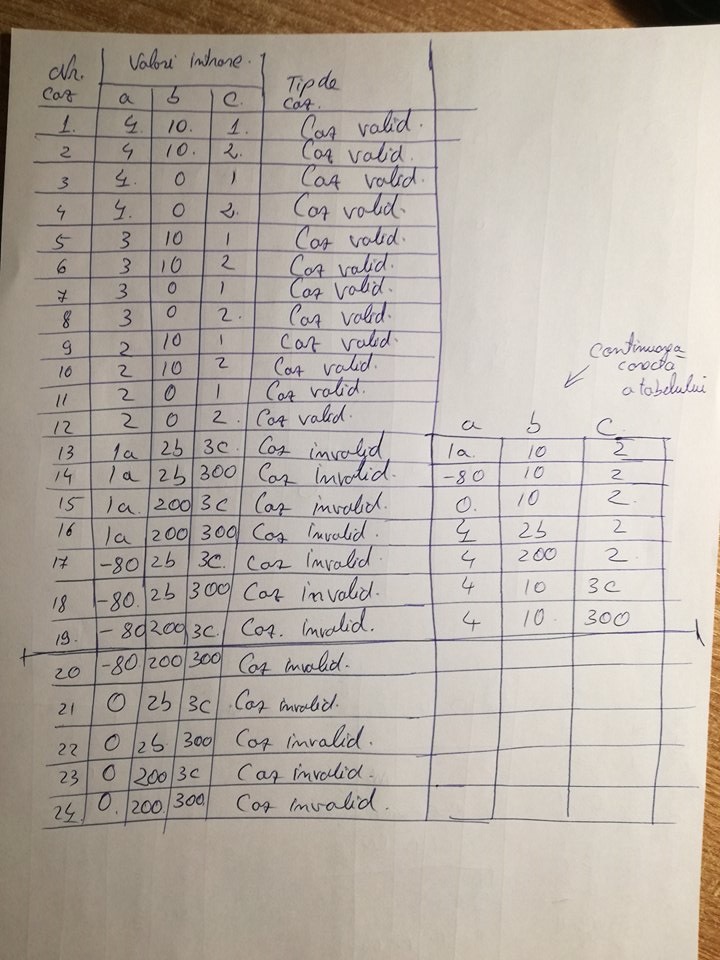 Nr. caz Valori intrare. Tip de caz.
a b c.
1. 4. 10. 1. Caz valid.
2 4 10. 2. Caz valid.
3 4. 0 1 Caz valid.
4 4. 0 2. Caz valid.
5 3 10 1 Caz valid.
6 3 10 2 Caz valid.
7 3 0 1 Caz valid.
8 3 0 2. Caz valid.
9 2 10 1 Caz valid.
10 2 10 2 Caz valid.
11 2 0 1 Caz valid.
12 2 0 2. Caz valid.
13 1a 2b 3c. Caz invalid
14 1a 2b 300 Caz invalid.
15 1a. 200 3c Caz invalid.
16 1a 200 300 Caz invalid.
17 -80 2b 3c. Caz invalid.
18 -80. 2b 300 Caz invalid.
19. -80 200 3c. Caz. invalid.
20 -80 200 300 Caz invalid.
21 0 2b 3c Caz invalid.
22 0 2b 300 Caz invalid.
23 0 200 3c Caz invalid.
24. 0. 200 300 Caz invalid.
Continuarea
corectă
a tabelului
a b c.
1a. 10 2
-80 10 2
0. 10 2.
4 2b 2
4 200 2.
4 10 3c
4 10. 300